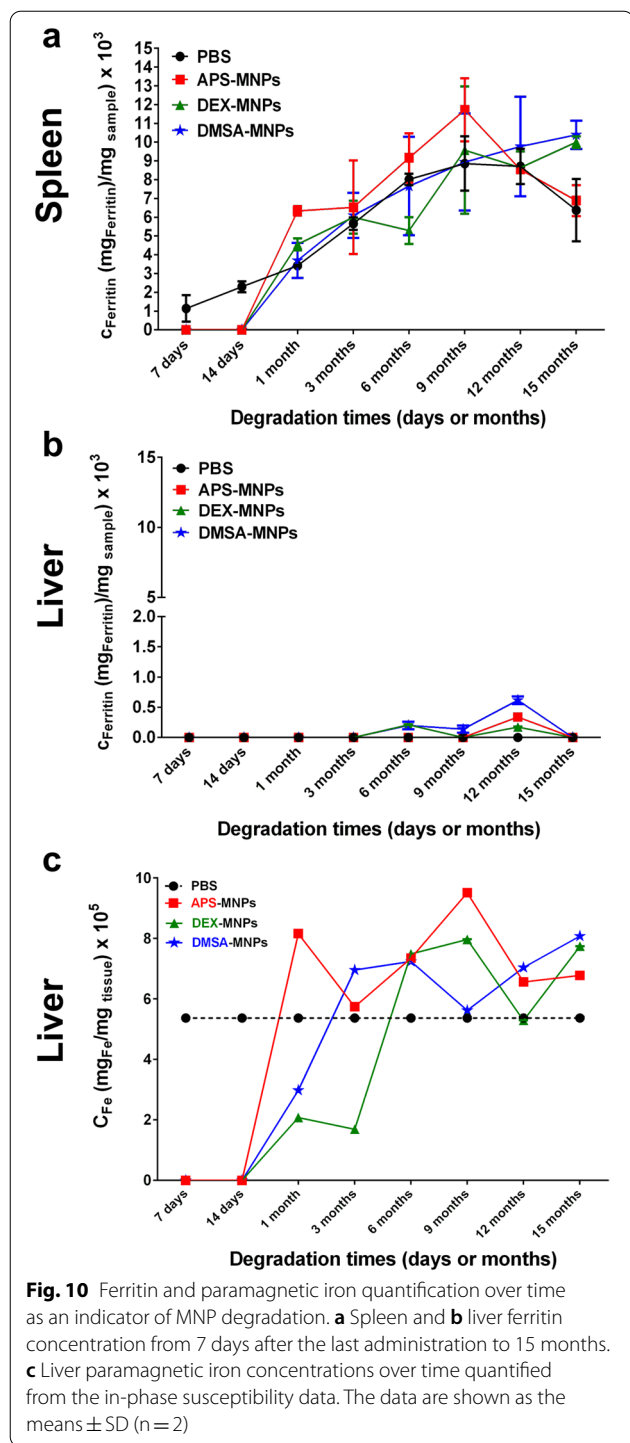 a
Spleen
c_Ferritin (mg_Ferritin)/mg _sample) x 10³
15
14
13
12
11
10
9
8
7
6
5
4
3
2
1
0
PBS
APS-MNPs
DEX-MNPs
DMSA-MNPs
7 days
14 days
1 month
3 months
6 months
9 months
12 months
15 months
Degradation times (days or months)
b
Liver
c_Ferritin (mg_Ferritin)/mg _sample) x 10³
15
10
5
2.0
1.5
1.0
0.5
0.0
PBS
APS-MNPs
DEX-MNPs
DMSA-MNPs
7 days
14 days
1 month
3 months
6 months
9 months
12 months
15 months
Degradation times (days or months)
c
Liver
C_Fe (mg_Fe/mg _tissue) x 10⁵
10
8
6
4
2
0
PBS
APS-MNPs
DEX-MNPs
DMSA-MNPs
7 days
14 days
1 month
3 months
6 months
9 months
12 months
15 months
Degradation times (days or months)
Fig. 10 Ferritin and paramagnetic iron quantification over time
as an indicator of MNP degradation. a Spleen and b liver ferritin
concentration from 7 days after the last administration to 15 months.
c Liver paramagnetic iron concentrations over time quantified
from the in-phase susceptibility data. The data are shown as the
means ± SD (n = 2)